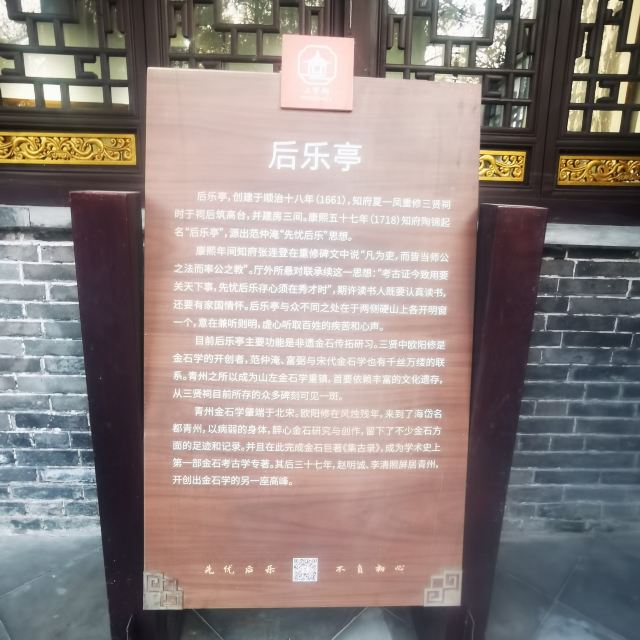 后乐亭
后乐亭，创建于顺治十八年（1661），知府夏一凤重修三贤祠
时于祠后筑高台，并建房三间。康熙五十七年（1718）知府陶锦起
名“后乐亭”，源出范仲淹“先忧后乐”思想。
康熙年间知府张连登在重修碑文中说“凡为吏，而皆当师公
之法而率公之教”。厅外所悬对联承续这一思想：“考古证今致用要
关天下事，先忧后乐存心须在秀才时”，期许读书人既要认真读书，
还要有家国情怀。后乐亭与众不同之处在于两侧硬山上各开明窗
一个，意在兼听则明，虚心听取百姓的疾苦和心声。
目前后乐亭主要功能是非遗金石传拓研习。三贤中欧阳修是
金石学的开创者，范仲淹、富弼与宋代金石学也有千丝万缕的联
系。青州之所以成为山左金石学重镇，首要依赖丰富的文化遗存，
从三贤祠目前所存的众多碑刻可见一斑。
青州金石学肇端于北宋。欧阳修在风烛残年，来到了海岱名
都青州，以病弱的身体，醉心金石研究与创作，留下了不少金石方
面的足迹和记录。并且在此完成金石巨著《集古录》，成为学术史上
第一部金石考古学专著。其后三十七年，赵明诚、李清照屏居青州，
开创出金石学的另一座高峰。
先忧后乐 不负初心